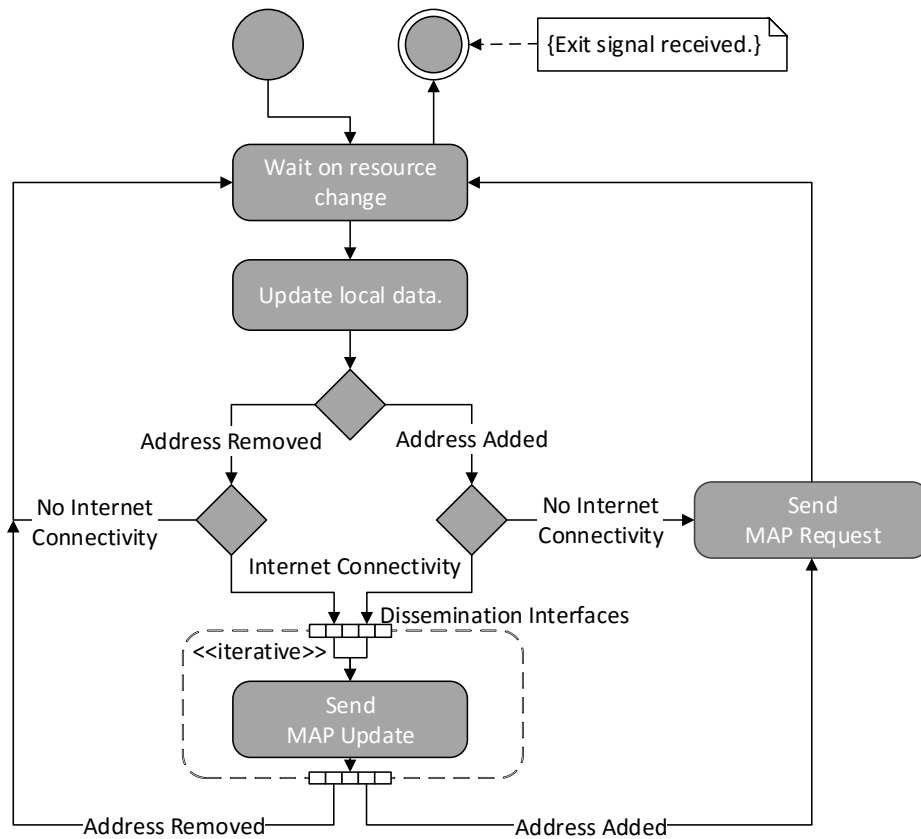 {Exit signal received.}
Wait on resource
change
Update local data.
Address Removed
Address Added
No Internet
Connectivity
No Internet
Connectivity
Send
MAP Request
Internet Connectivity
Dissemination Interfaces
<<iterative>>
Send
MAP Update
Address Removed
Address Added